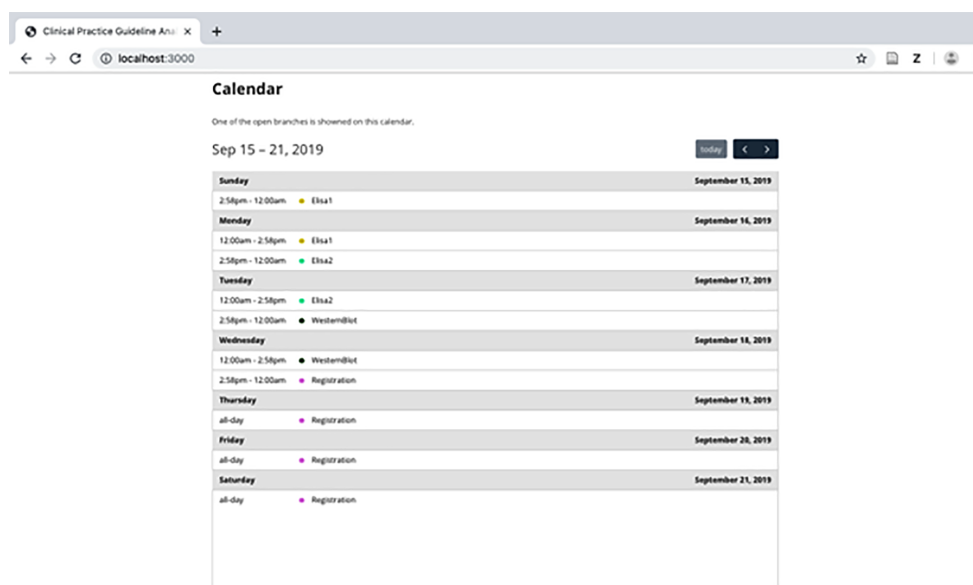 Clinical Practice Guideline Ana
localhost:3000
Z
Calendar
One of the open branches is showned on this calendar.
Sep 15 – 21, 2019
today
Sunday September 15, 2019
2:58pm - 12:00am Elisa1
Monday September 16, 2019
12:00am - 2:58pm Elisa1
2:58pm - 12:00am Elisa2
Tuesday September 17, 2019
12:00am - 2:58pm Elisa2
2:58pm - 12:00am WesternBlot
Wednesday September 18, 2019
12:00am - 2:58pm WesternBlot
2:58pm - 12:00am Registration
Thursday September 19, 2019
all-day Registration
Friday September 20, 2019
all-day Registration
Saturday September 21, 2019
all-day Registration